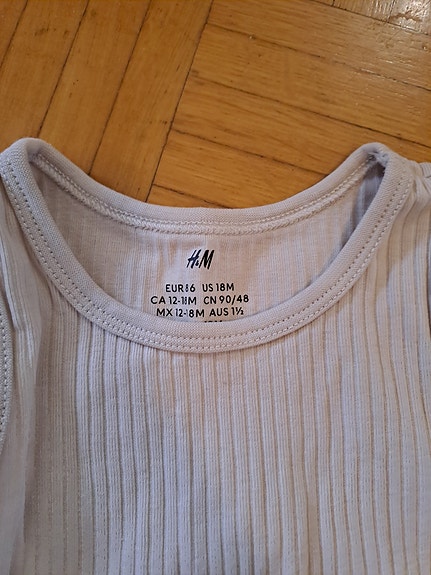 H&M
EUR 86 US 18M
CA 12-18M CN 90/48
MX 12-18M AUS 1½